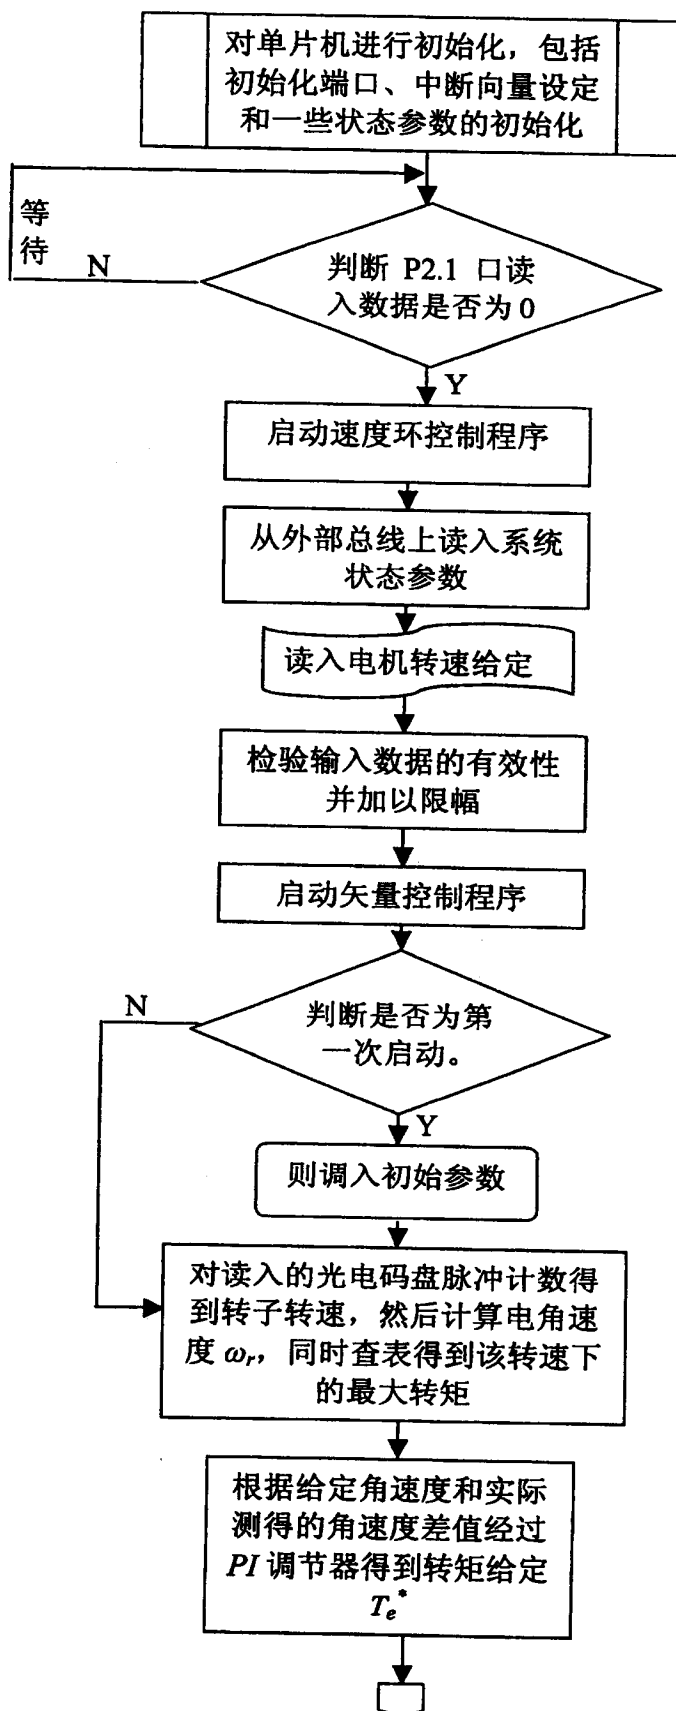 对单片机进行初始化，包括
初始化端口、中断向量设定
和一些状态参数的初始化
等
待
N
判断 P2.1 口读
入数据是否为 0
Y
启动速度环控制程序
从外部总线上读入系统
状态参数
读入电机转速给定
检验输入数据的有效性
并加以限幅
启动矢量控制程序
N
判断是否为第
一次启动。
Y
则调入初始参数
对读入的光电码盘脉冲计数得
到转子转速，然后计算电角速
度 ωr，同时查表得到该转速下
的最大转矩
根据给定角速度和实际
测得的角速度差值经过
PI 调节器得到转矩给定
Te*